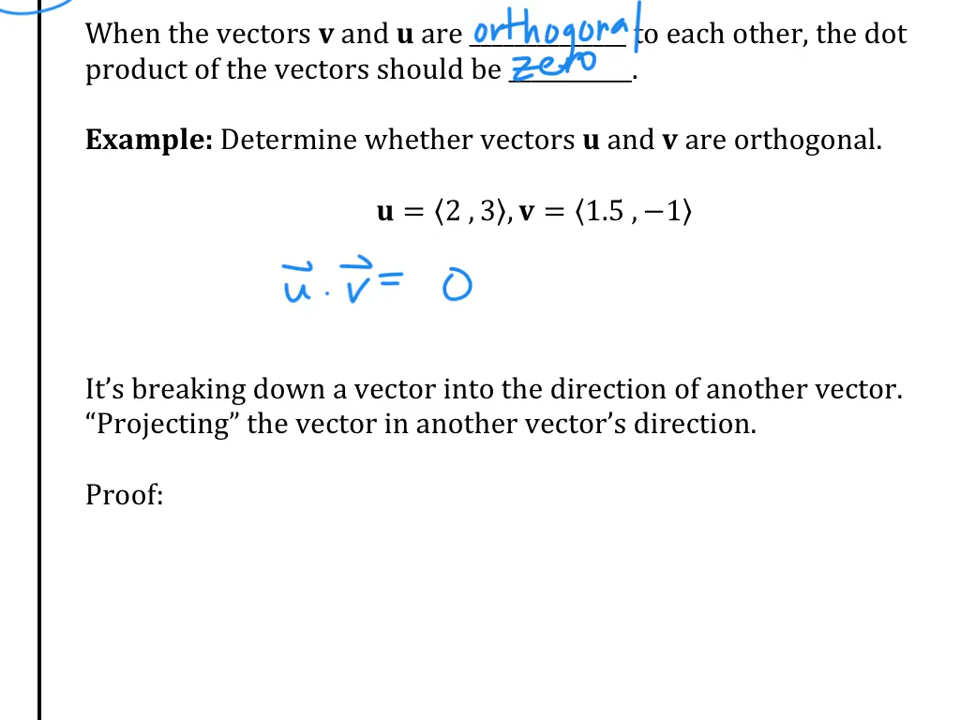 When the vectors v and u are orthogonal to each other, the dot
product of the vectors should be zero.
Example: Determine whether vectors u and v are orthogonal.
u = ⟨2 , 3⟩, v = ⟨1.5 , −1⟩
u⃗ · v⃗ = 0
It’s breaking down a vector into the direction of another vector.
“Projecting” the vector in another vector’s direction.
Proof: